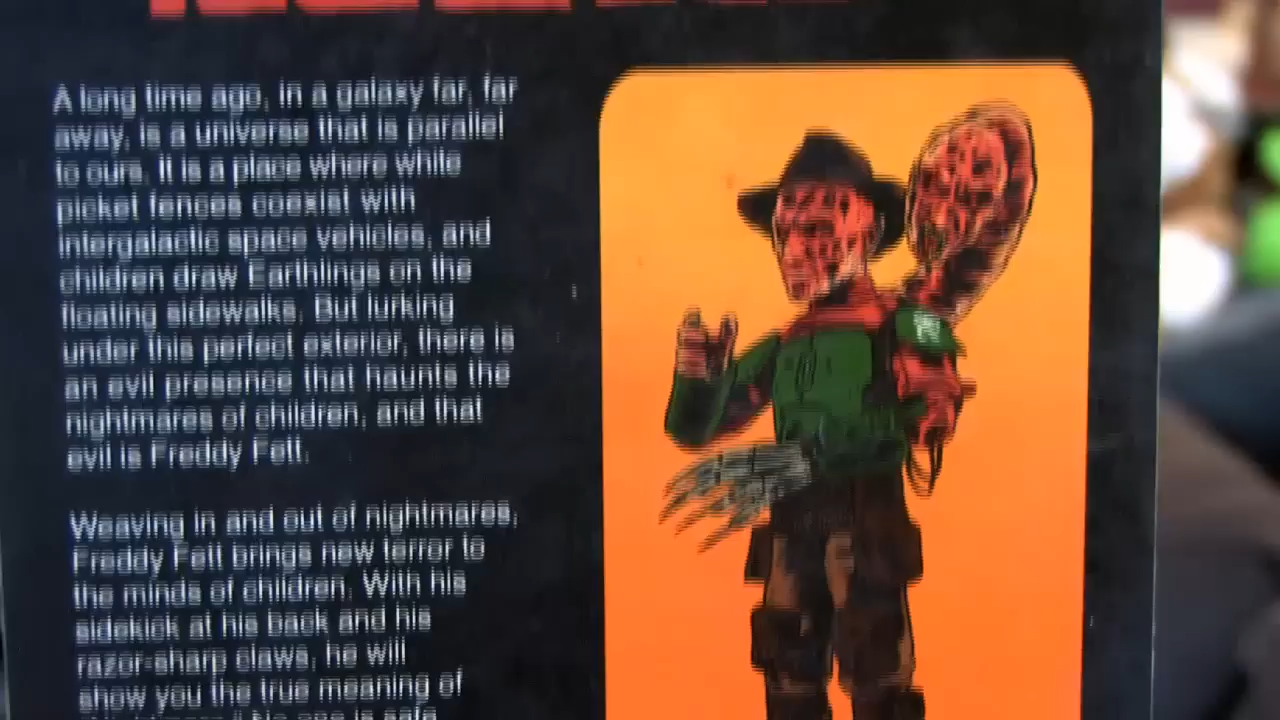 A long time ago, in a galaxy far, far
away, is a universe that is parallel
to ours. It is a place where white
picket fences coexist with
intergalactic space vehicles, and
children draw Earthlings on the
floating sidewalks. But lurking
under this perfect exterior, there is
an evil presence that haunts the
nightmares of children, and that
evil is Freddy Fett.
Weaving in and out of nightmares,
Freddy Fett brings new terror to
the minds of children. With his
sidekick at his back and his
razor-sharp claws, he will
show you the true meaning of
No one is safe